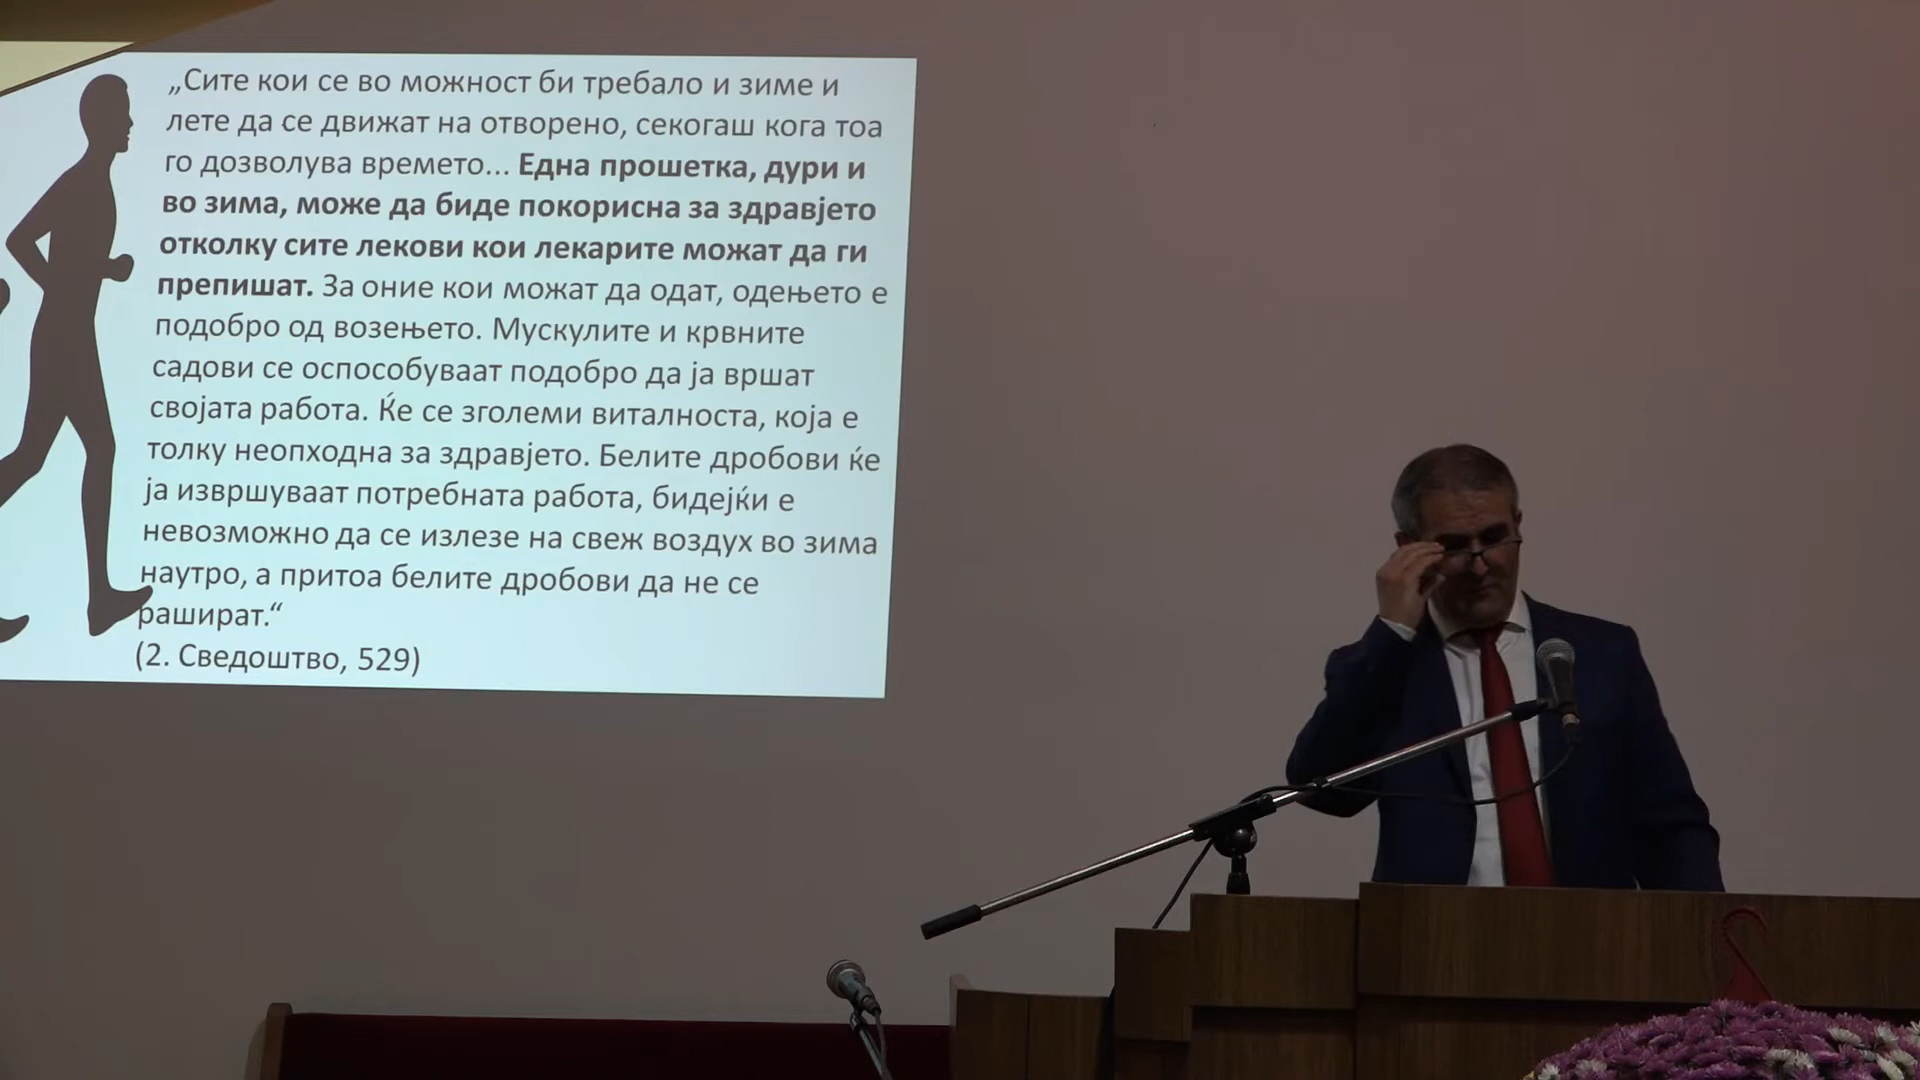 „Сите кои се во можност би требало и зиме и
лете да се движат на отворено, секогаш кога тоа
го дозволува времето... Една прошетка, дури и
во зима, може да биде покорисна за здравјето
отколку сите лекови кои лекарите можат да ги
препишат. За оние кои можат да одат, одењето е
подобро од возењето. Мускулите и крвните
садови се оспособуваат подобро да ја вршат
својата работа. Ќе се зголеми виталноста, која е
толку неопходна за здравјето. Белите дробови ќе
ја извршуваат потребната работа, бидејќи е
невозможно да се излезе на свеж воздух во зима
наутро, а притоа белите дробови да не се
рашират.“
(2. Сведоштво, 529)